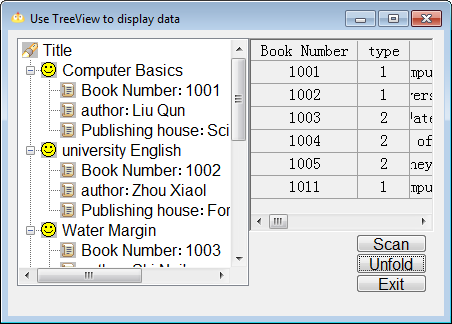 Use TreeView to display data
Title
Computer Basics
Book Number: 1001
author: Liu Qun
Publishing house: Sci
university English
Book Number: 1002
author: Zhou Xiaol
Publishing house: For
Water Margin
Book Number: 1003
Book Number type
1001 1
1002 1
1003 2
1004 2 of
1005 2
1011 1
Scan
Unfold
Exit